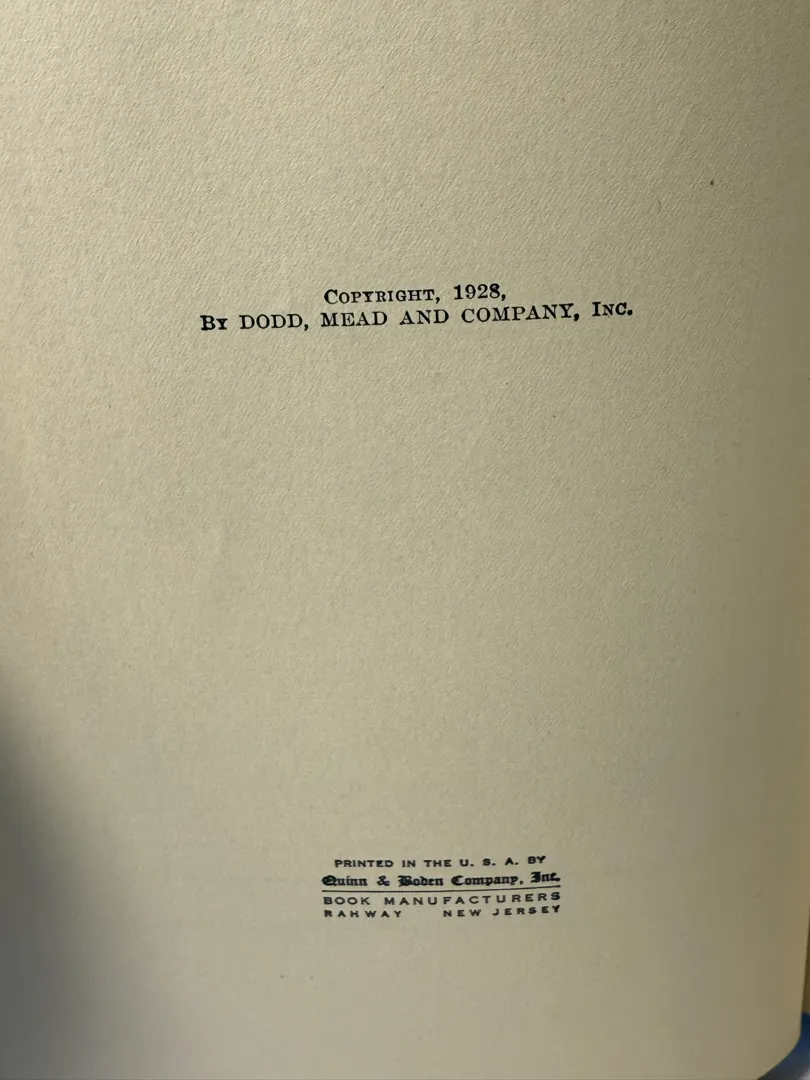 Copyright, 1928,
By DODD, MEAD AND COMPANY, Inc.
PRINTED IN THE U. S. A. BY
Quinn & Boden Company, Inc.
BOOK MANUFACTURERS
RAHWAY NEW JERSEY